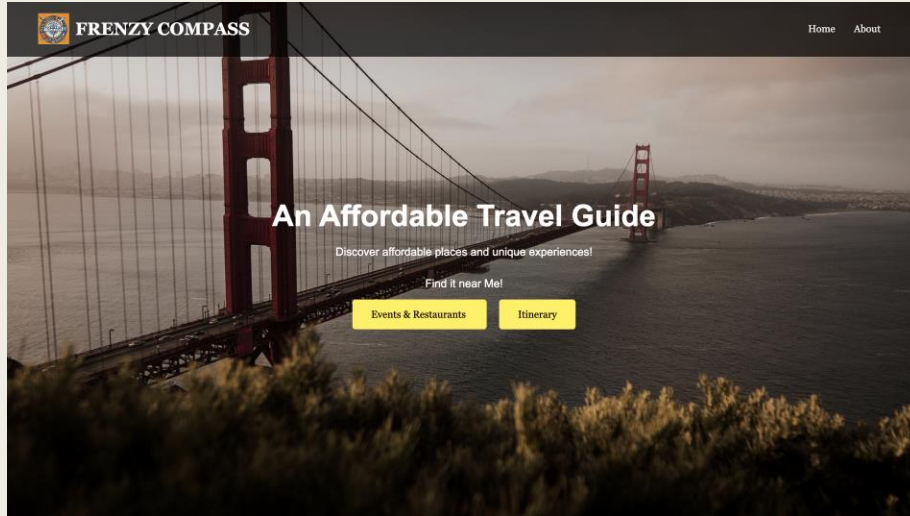 FRENZY COMPASS
Home
About
An Affordable Travel Guide
Discover affordable places and unique experiences!
Find it near Me!
Events & Restaurants
Itinerary